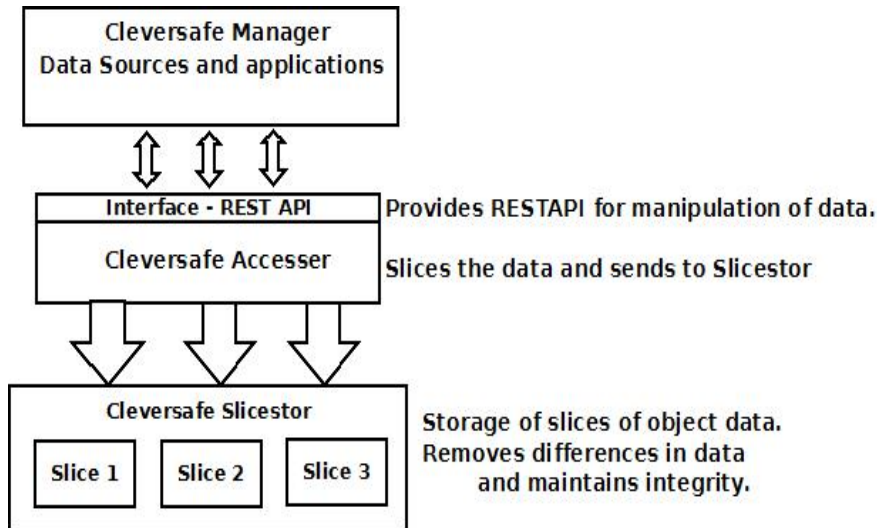 Cleversafe Manager
Data Sources and applications
Interface - REST API
Provides RESTAPI for manipulation of data.
Cleversafe Accesser
Slices the data and sends to Slicestor
Cleversafe Slicestor
Slice 1
Slice 2
Slice 3
Storage of slices of object data.
Removes differences in data
and maintains integrity.